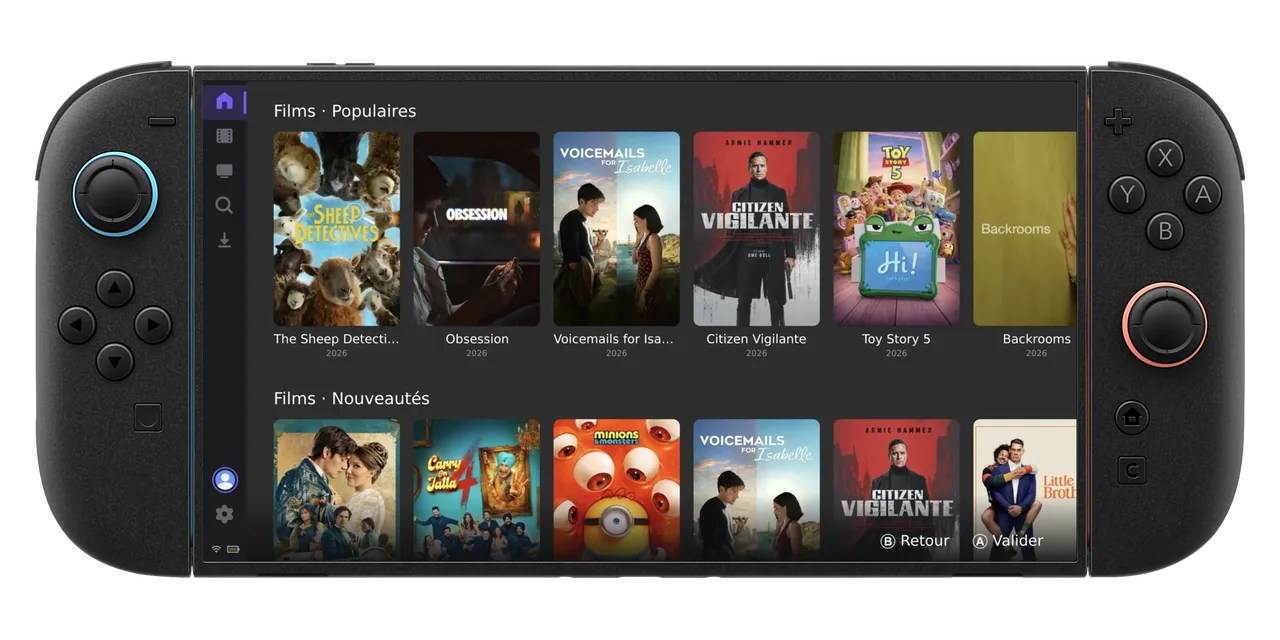 Films · Populaires
THE SHEEP DETECTIVES
OBSESSION
VOICEMAILS FOR Isabelle
ARMIE HAMMER
CITIZEN VIGILANTE
TOY STORY 5
Hi!
Backrooms
The Sheep Detecti...
2026
Obsession
2026
Voicemails for Isa...
2026
Citizen Vigilante
2026
Toy Story 5
2026
Backrooms
2026
Films · Nouveautés
Carry On Jatta 4
MINIONS & MONSTERS
VOICEMAILS FOR Isabelle
ARMIE HAMMER
CITIZEN VIGILANTE
Little Broth
B Retour
A Valider
X
Y
A
B
C